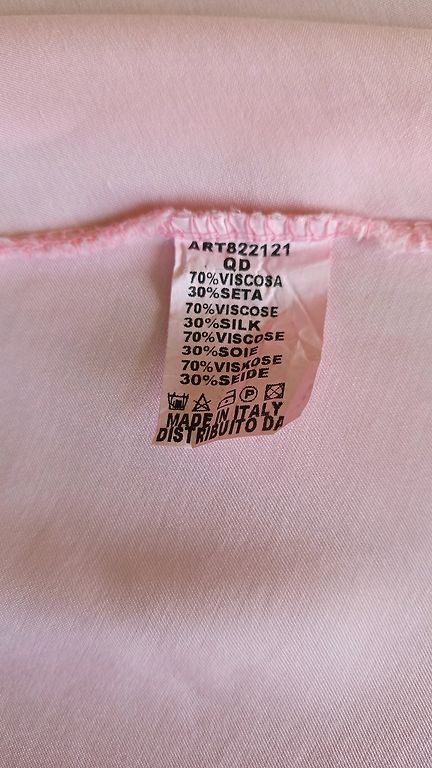 ART822121
QD
70%VISCOSA
30%SETA
70%VISCOSE
30%SILK
70%VISCOSE
30%SOIE
70%VISKOSE
30%SEIDE
P
MADE IN ITALY
DISTRIBUITO DA